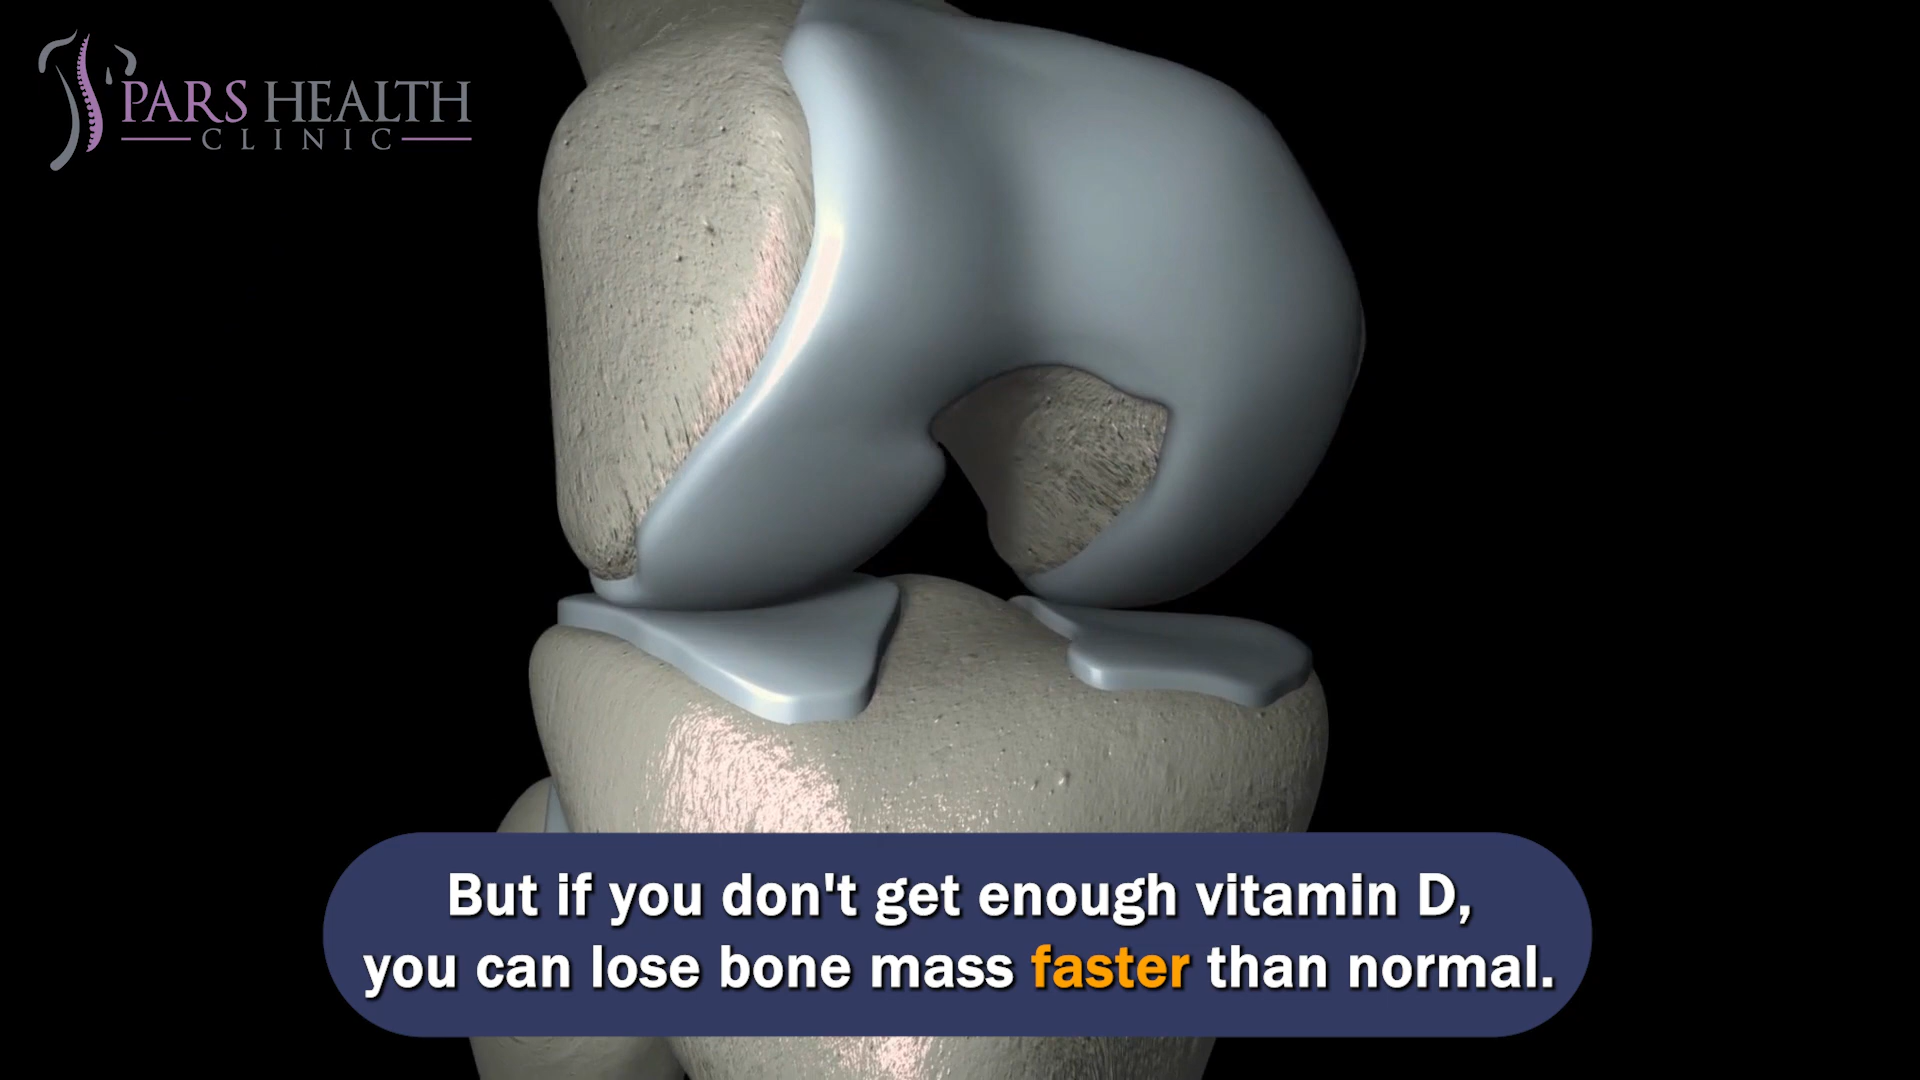 PARS HEALTH
CLINIC
But if you don't get enough vitamin D,
you can lose bone mass faster than normal.